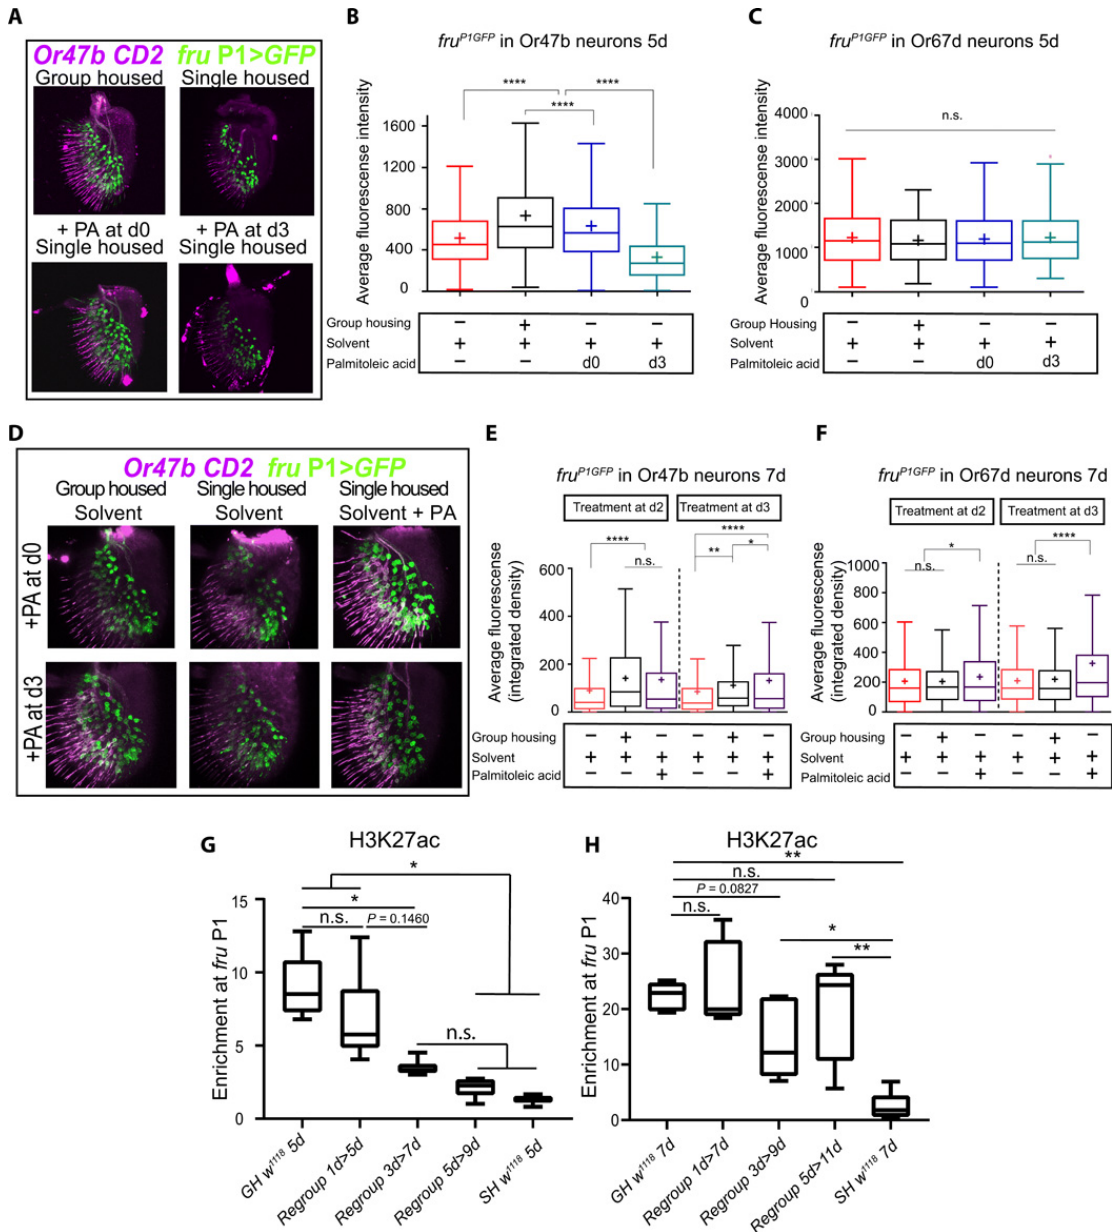 A
Or47b CD2 fru P1>GFP
Group housed Single housed
+ PA at d0 + PA at d3
Single housed Single housed
B
fruP1GFP in Or47b neurons 5d
Average fluorescense intensity
1600
1200
800
400
0
**** ****
****
Group housing − + − −
Solvent + + + +
Palmitoleic acid − − d0 d3
C
fruP1GFP in Or67d neurons 5d
Average fluorescense intensity
4000
3000
2000
1000
0
n.s.
Group Housing − + − −
Solvent + + + +
Palmitoleic acid − − d0 d3
D
Or47b CD2 fru P1>GFP
Group housed Single housed Single housed
Solvent Solvent Solvent + PA
+PA at d0
+PA at d3
E
fruP1GFP in Or47b neurons 7d
Treatment at d2 Treatment at d3
Average fluorescense
(integrated density)
600
400
200
0
****
**** ** *
n.s.
Group housing − + − − + −
Solvent + + + + + +
Palmitoleic acid − − + − − +
F
fruP1GFP in Or67d neurons 7d
Treatment at d2 Treatment at d3
Average fluorescense
(integrated density)
1000
800
600
400
200
0
* ****
n.s. n.s.
Group housing − + − − + −
Solvent + + + + + +
Palmitoleic acid − − + − − +
G
H3K27ac
Enrichment at fru P1
15
10
5
0
*
*
n.s. P = 0.1460
n.s.
GH w1118 5d
Regroup 1d>5d
Regroup 3d>7d
Regroup 5d>9d
SH w1118 5d
H
H3K27ac
Enrichment at fru P1
40
30
20
10
0
**
n.s.
P = 0.0827
n.s.
*
**
GH w1118 7d
Regroup 1d>7d
Regroup 3d>9d
Regroup 5d>11d
SH w1118 7d